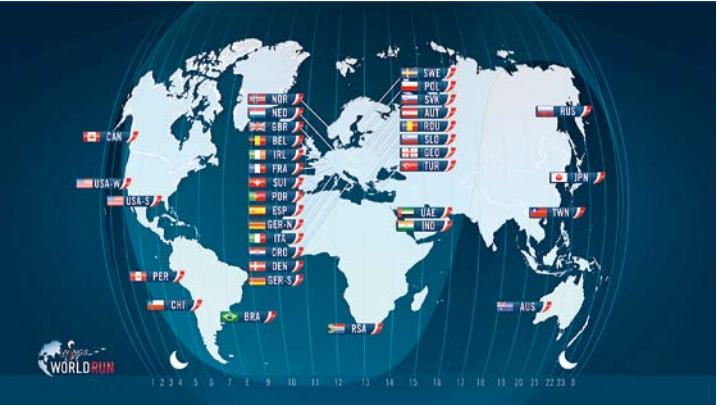 NOR
NED
GBR
BEL
IRL
FRA
SUI
POR
ESP
GER-N
ITA
CRO
DEN
GER-S
SWE
POL
SVK
AUT
ROU
SLO
GEO
TUR
UAE
IND
CAN
USA-W
USA-S
PER
CHI
BRA
RSA
RUS
JPN
TWN
AUS
WINGS
WORLD RUN
1 2 3 4 5 6 7 8 9 10 11 12 13 14 15 16 17 18 19 20 21 22 23 0